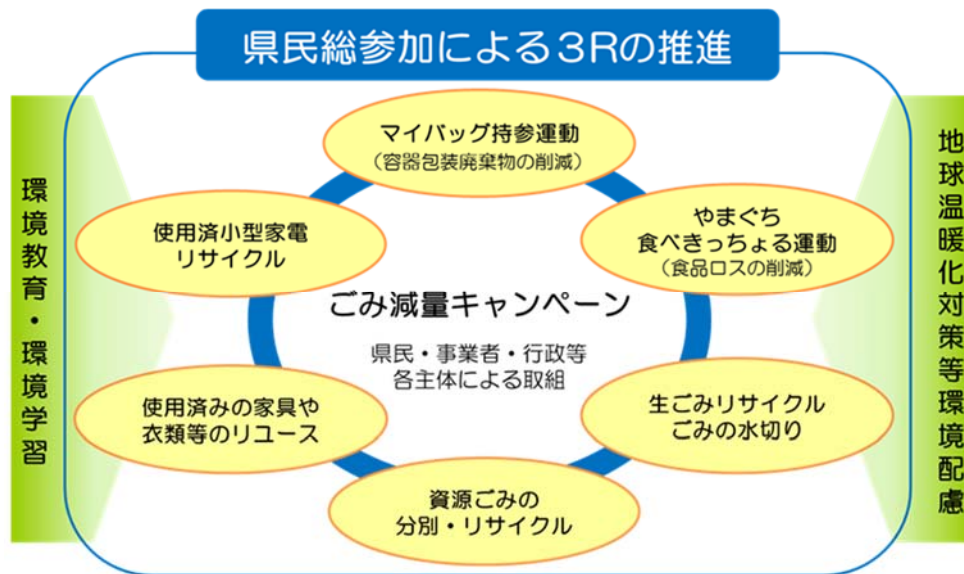 県民総参加による3Rの推進
マイバッグ持参運動
（容器包装廃棄物の削減）
やまぐち
食べきっちょる運動
（食品ロスの削減）
生ごみリサイクル
ごみの水切り
資源ごみの
分別・リサイクル
使用済みの家具や
衣類等のリユース
使用済小型家電
リサイクル
ごみ減量キャンペーン
県民・事業者・行政等
各主体による取組
環境教育・環境学習
地球温暖化対策等環境配慮